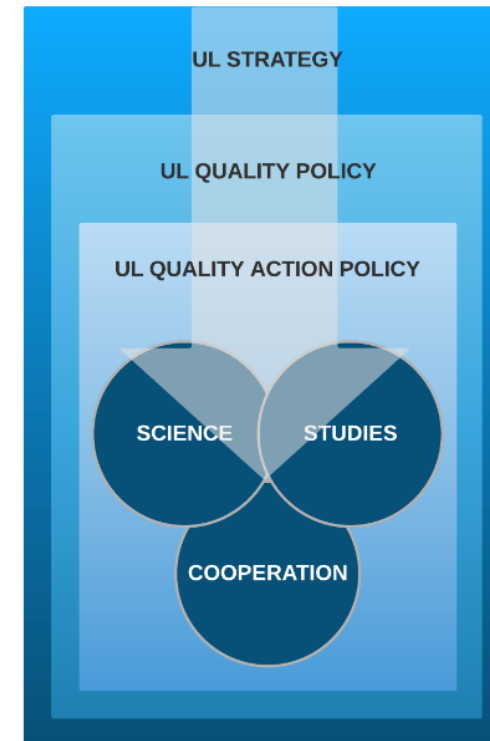 UL STRATEGY
UL QUALITY POLICY
UL QUALITY ACTION POLICY
SCIENCE
STUDIES
COOPERATION